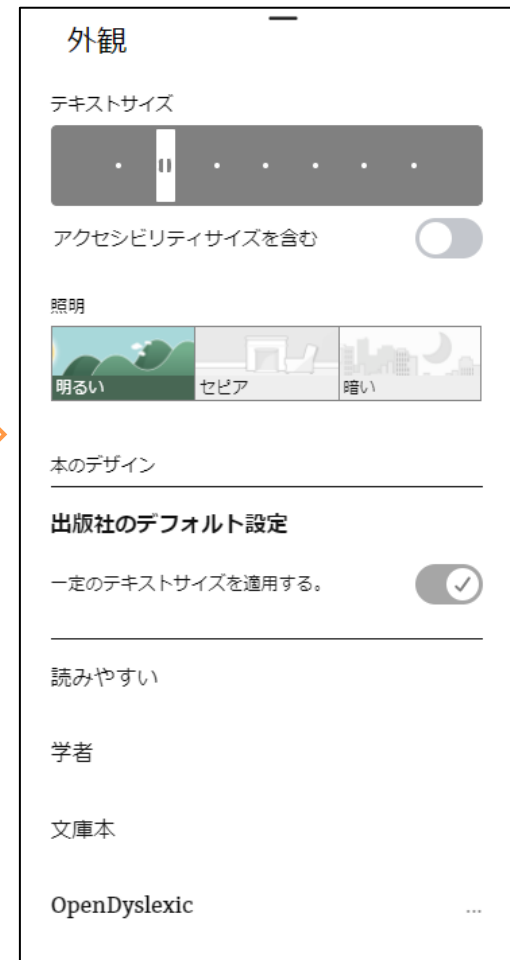 外観
テキストサイズ
アクセシビリティサイズを含む
照明
明るい
セピア
暗い
本のデザイン
出版社のデフォルト設定
一定のテキストサイズを適用する。
読みやすい
学者
文庫本
OpenDyslexic ...